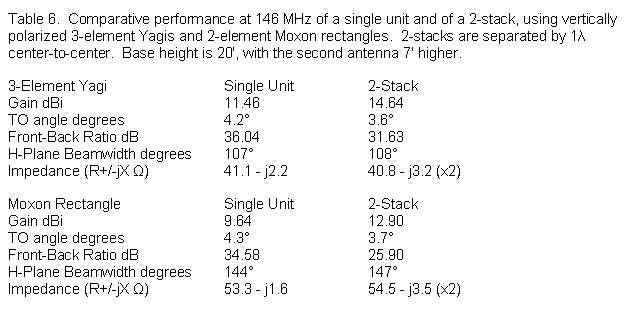 Table 6.  Comparative performance at 146 MHz of a single unit and of a 2-stack, using vertically
polarized 3-element Yagis and 2-element Moxon rectangles.  2-stacks are separated by 1λ
center-to-center.  Base height is 20', with the second antenna 7' higher.
3-Element Yagi Single Unit 2-Stack
Gain dBi 11.46 14.64
TO angle degrees 4.2° 3.6°
Front-Back Ratio dB 36.04 31.63
H-Plane Beamwidth degrees 107° 108°
Impedance (R+/-jX Ω) 41.1 - j2.2 40.8 - j3.2 (x2)
Moxon Rectangle Single Unit 2-Stack
Gain dBi 9.64 12.90
TO angle degrees 4.3° 3.7°
Front-Back Ratio dB 34.58 25.90
H-Plane Beamwidth degrees 144° 147°
Impedance (R+/-jX Ω) 53.3 - j1.6 54.5 - j3.5 (x2)